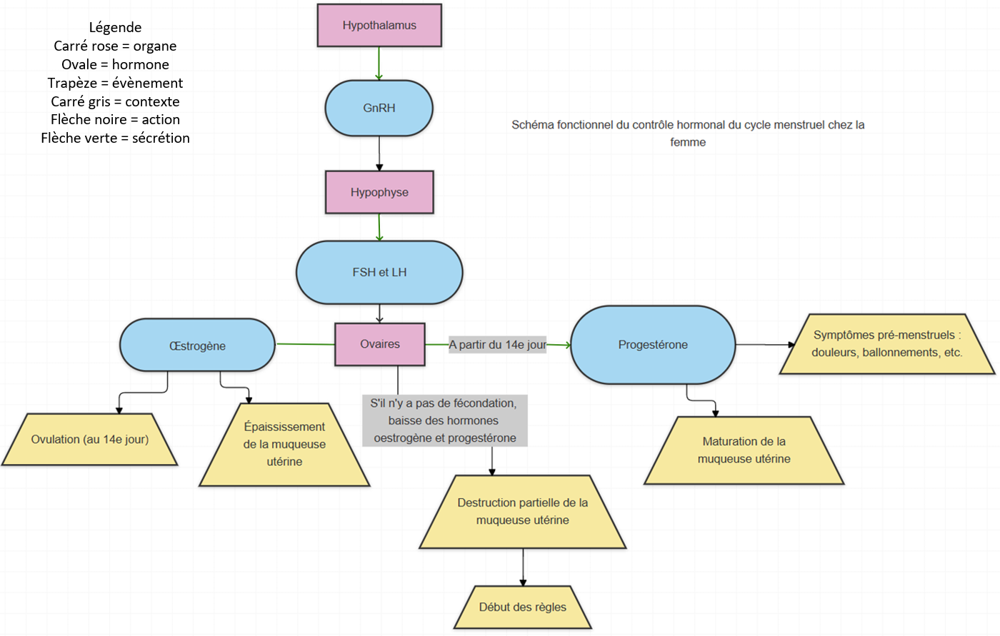 Légende
Carré rose = organe
Ovale = hormone
Trapèze = évènement
Carré gris = contexte
Flèche noire = action
Flèche verte = sécrétion
Hypothalamus
GnRH
Schéma fonctionnel du contrôle hormonal du cycle menstruel chez la
femme
Hypophyse
FSH et LH
Œstrogène
Ovaires
A partir du 14e jour
Progestérone
Symptômes pré-menstruels :
douleurs, ballonnements, etc.
S'il n'y a pas de fécondation,
baisse des hormones
oestrogène et progestérone
Ovulation (au 14e jour)
Épaississement
de la muqueuse
utérine
Maturation de la
muqueuse utérine
Destruction partielle de la
muqueuse utérine
Début des règles